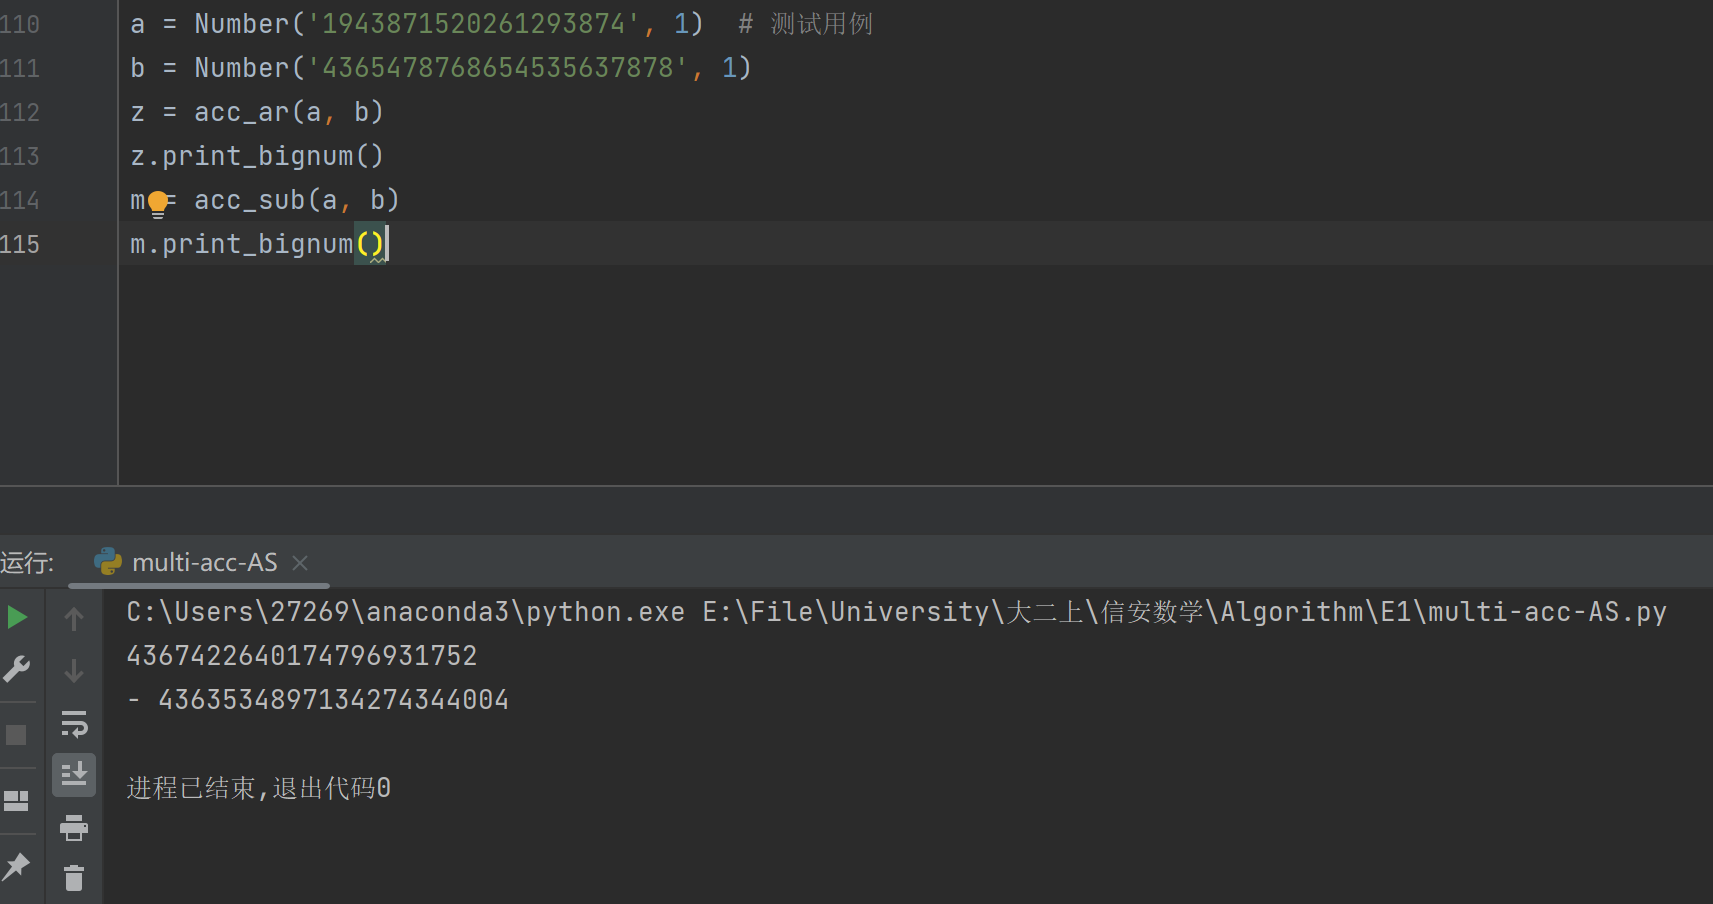 110 a = Number('1943871520261293874', 1)  # 测试用例
111 b = Number('4365478768654535637878', 1)
112 z = acc_ar(a, b)
113 z.print_bignum()
114 m = acc_sub(a, b)
115 m.print_bignum()
运行: multi-acc-AS
C:\Users\27269\anaconda3\python.exe E:\File\University\大二上\信安数学\Algorithm\E1\multi-acc-AS.py
4367422640174796931752
- 4363534897134274344004
进程已结束,退出代码0